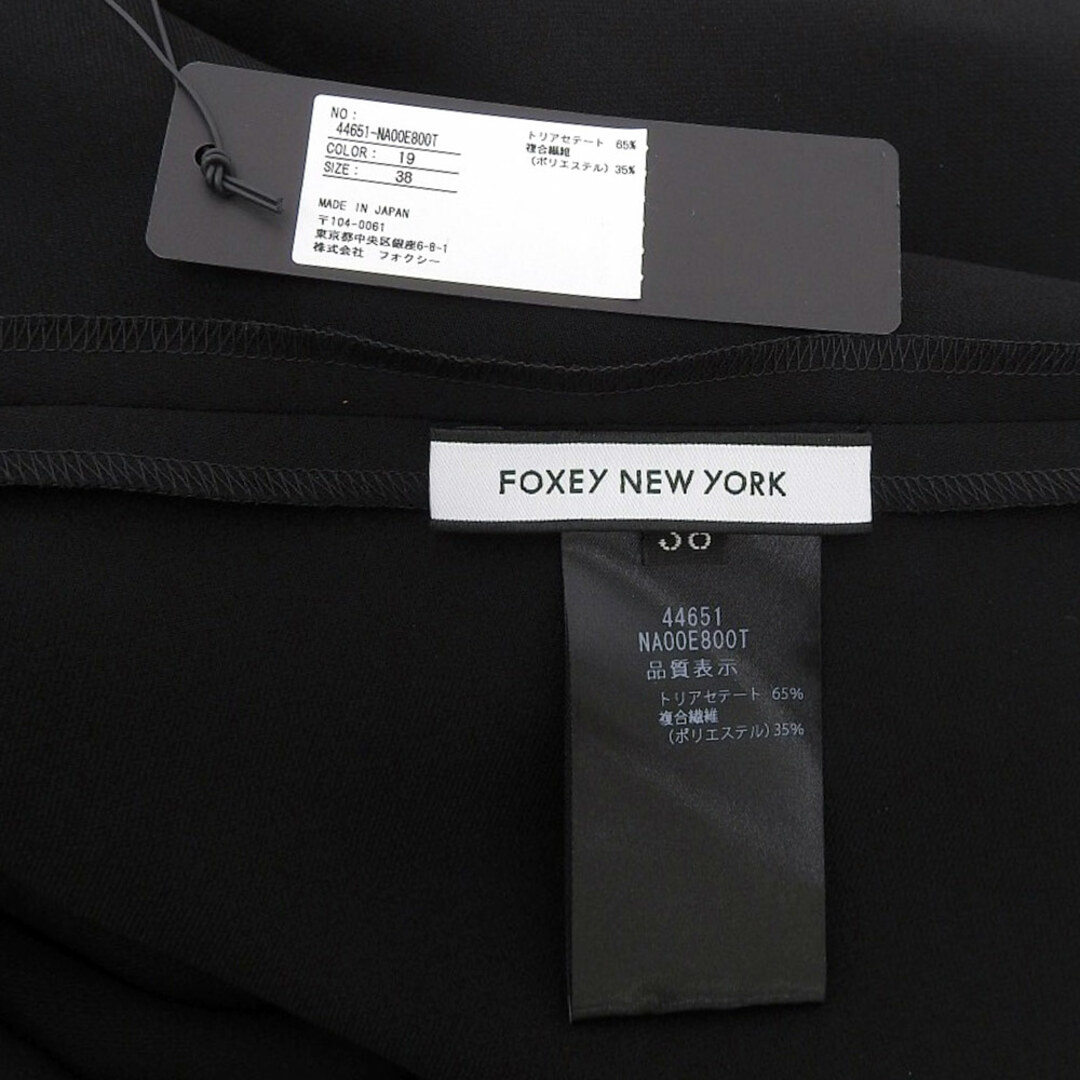 NO:
44651-NA00E800T
COLOR: 19
SIZE: 38
MADE IN JAPAN
〒104-0061
東京都中央区銀座6-8-1
株式会社 フォクシー
トリアセテート 65%
複合繊維
(ポリエステル) 35%
FOXEY NEW YORK
38
44651
NA00E800T
品質表示
トリアセテート 65%
複合繊維
(ポリエステル) 35%